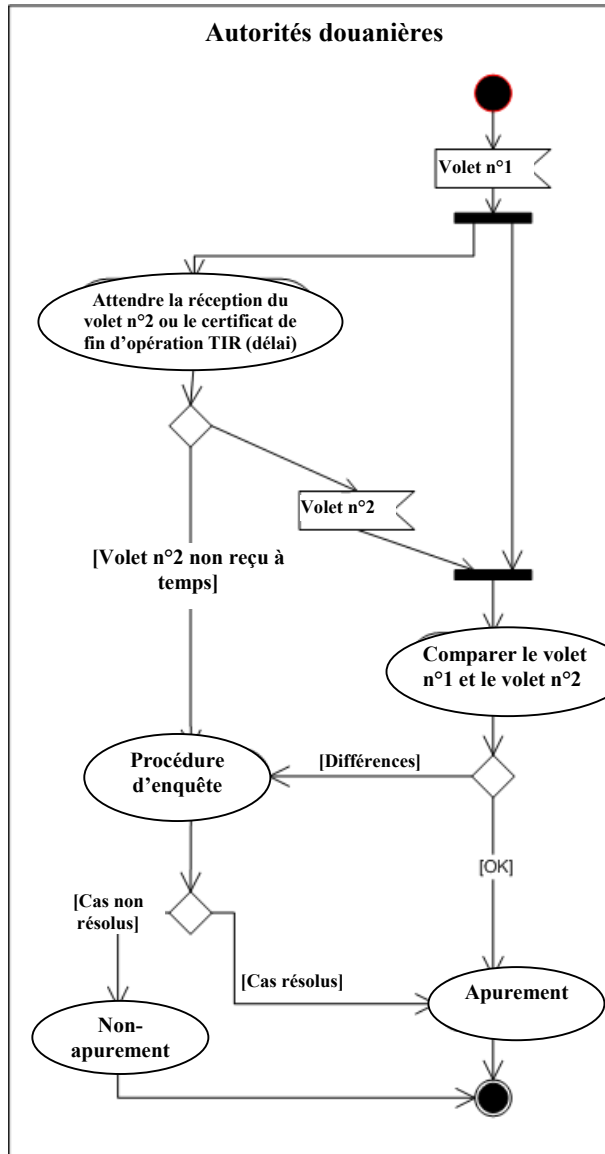 Autorités douanières
Volet n°1
Attendre la réception du
volet n°2 ou le certificat de
fin d'opération TIR (délai)
Volet n°2
[Volet n°2 non reçu à
temps]
Comparer le volet
n°1 et le volet n°2
Procédure
d'enquête
[Différences]
[OK]
[Cas non
résolus]
[Cas résolus]
Apurement
Non-
apurement